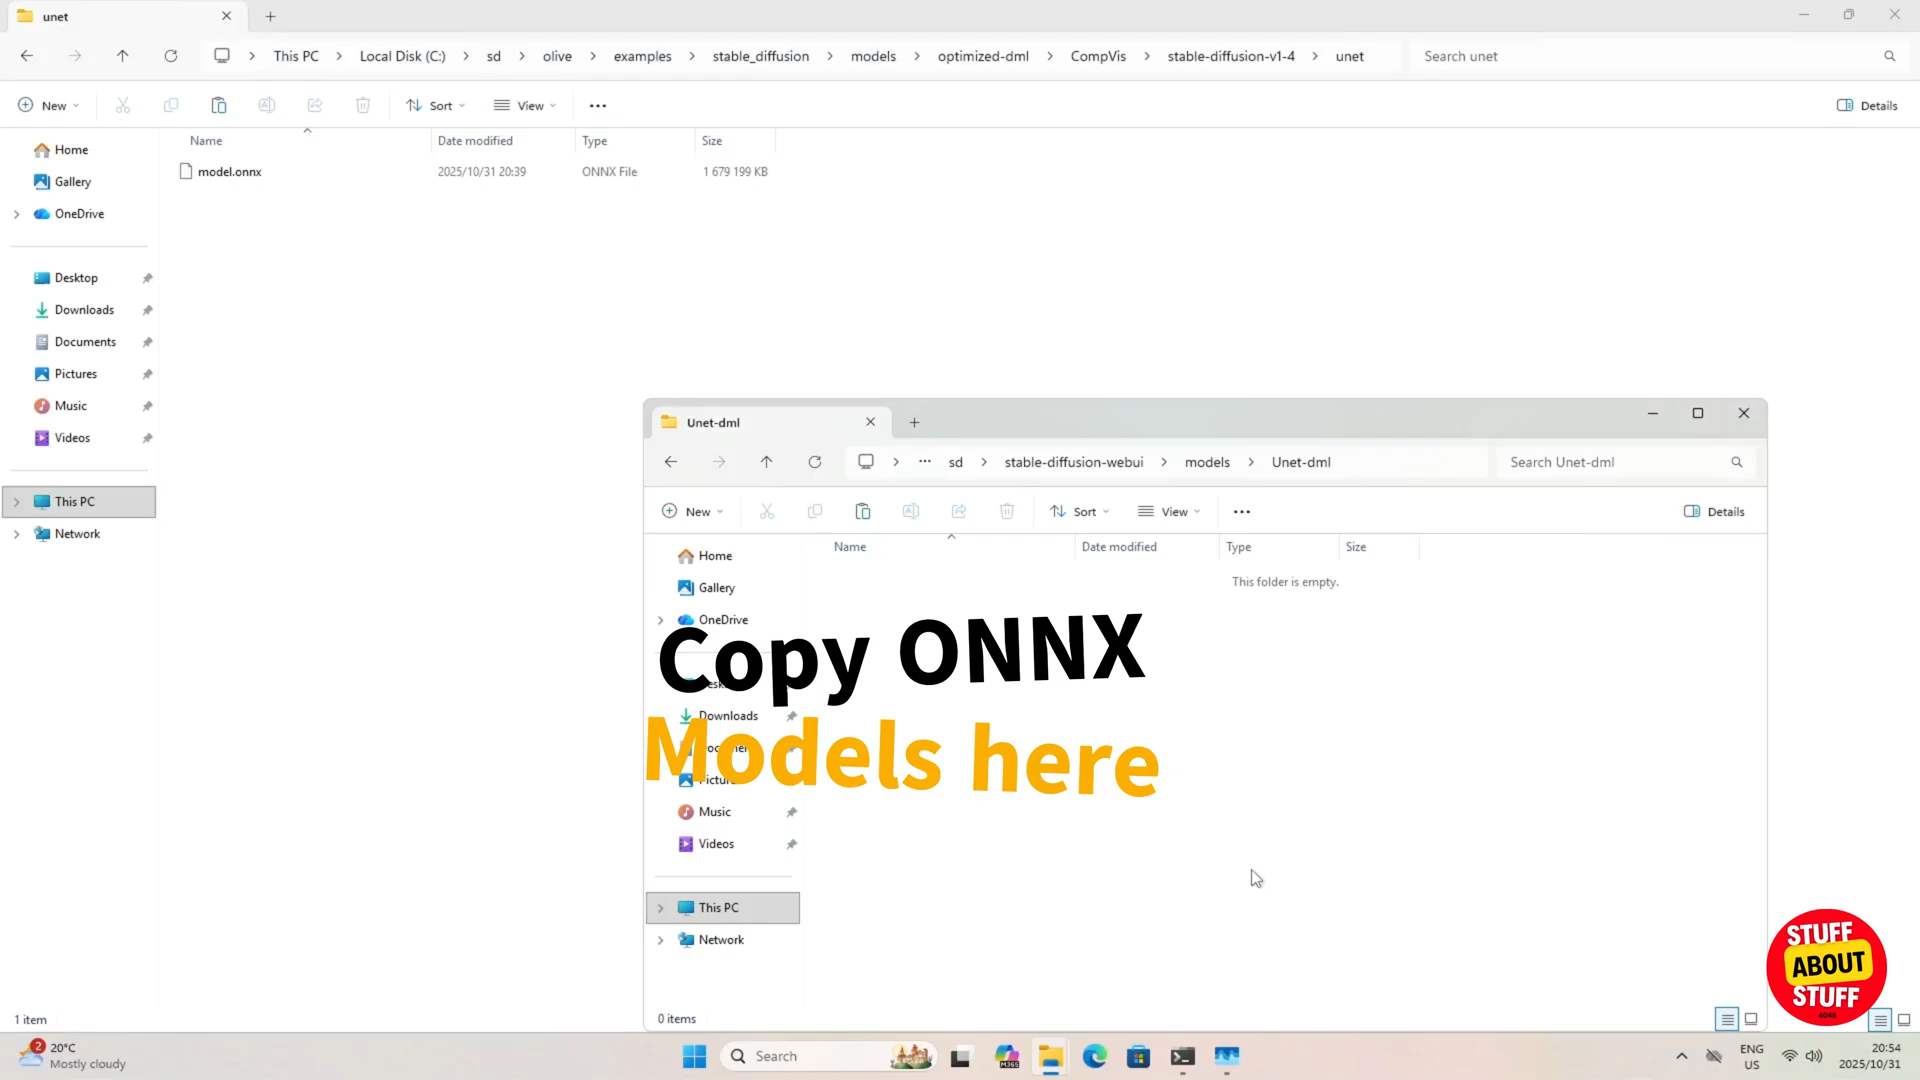 unet
This PC
Local Disk (C:)
sd
olive
examples
stable_diffusion
models
optimized-dml
CompVis
stable-diffusion-v1-4
unet
Search unet
New
Sort
View
Details
Name
Date modified
Type
Size
model.onnx
2025/10/31 20:39
ONNX File
1 679 199 KB
Home
Gallery
OneDrive
Desktop
Downloads
Documents
Pictures
Music
Videos
This PC
Network
1 item
Unet-dml
sd
stable-diffusion-webui
models
Unet-dml
Search Unet-dml
New
Sort
View
Details
Name
Date modified
Type
Size
This folder is empty.
Home
Gallery
OneDrive
Copy ONNX
Models here
Downloads
Music
Videos
This PC
Network
0 items
STUFF
ABOUT
STUFF
2
20°C
Mostly cloudy
Search
M365
ENG
US
20:54
2025/10/31